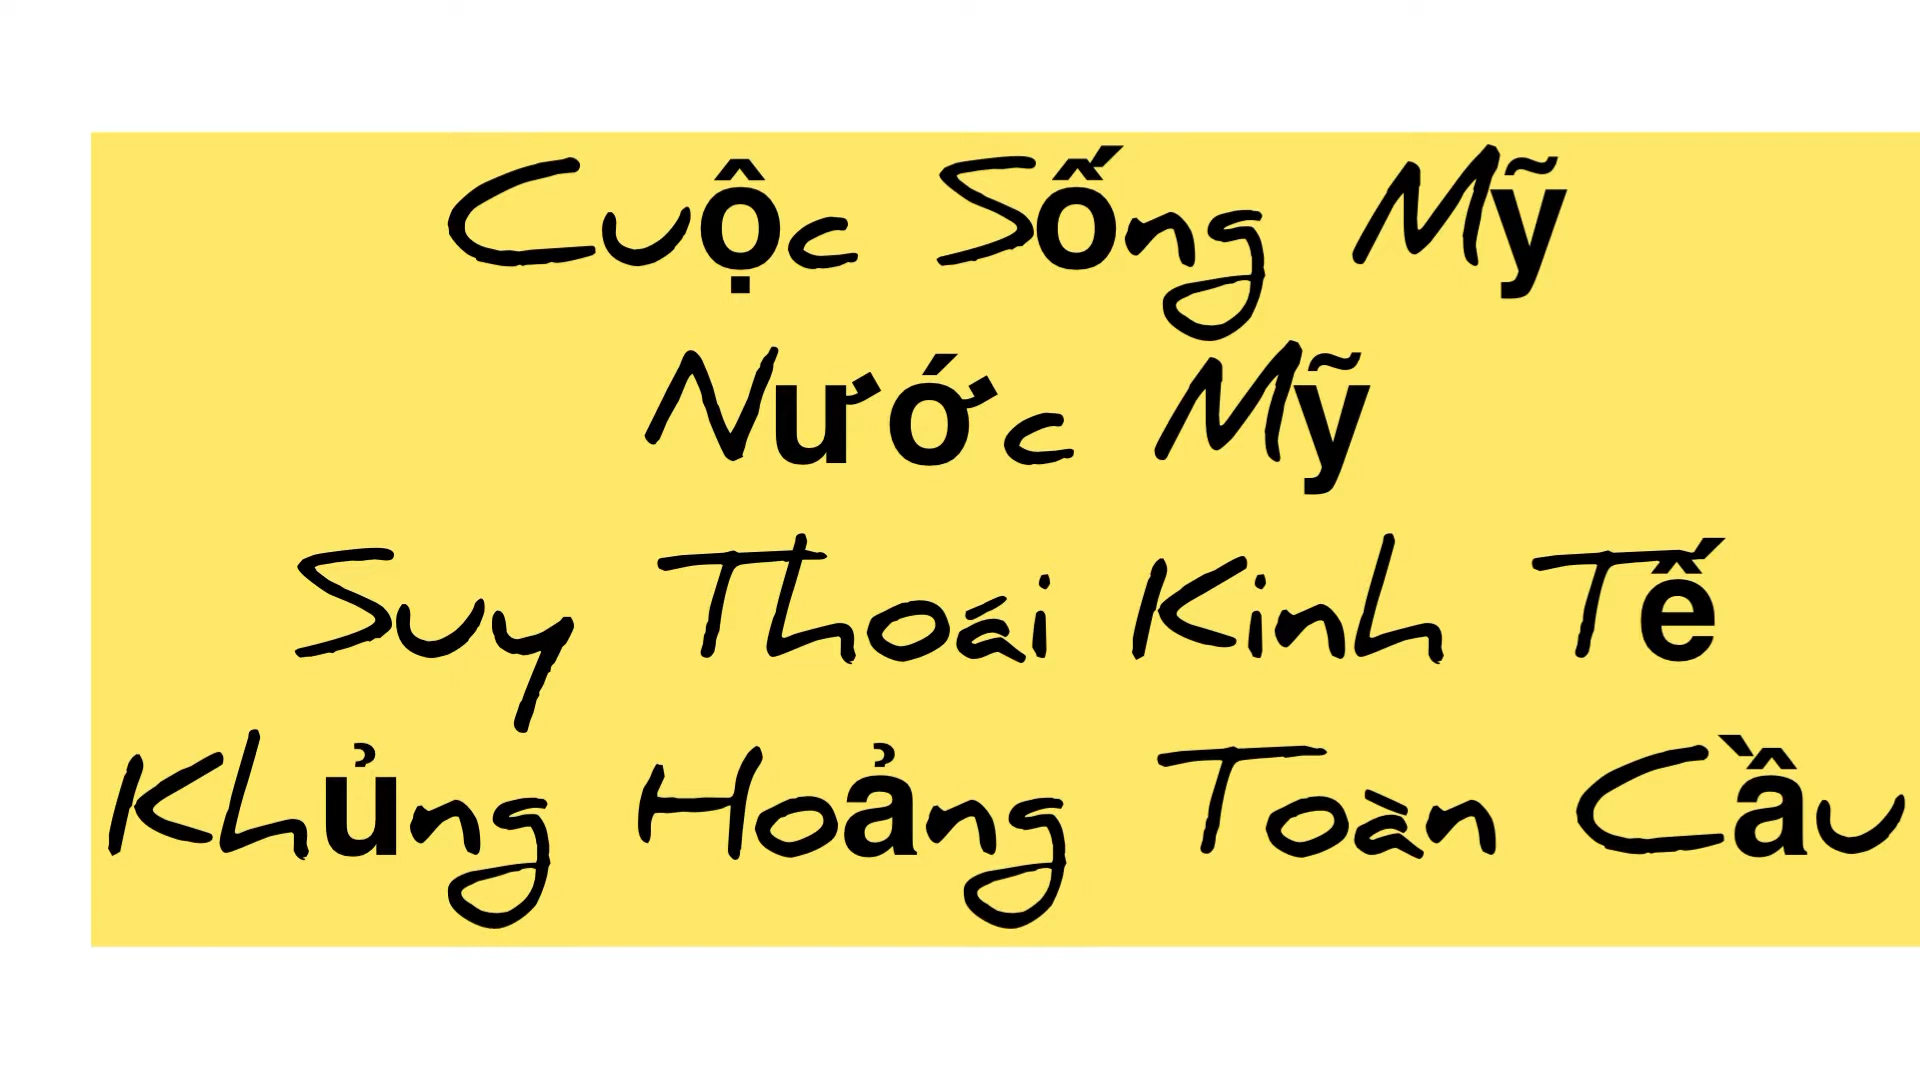 Cuộc Sống Mỹ
Nước Mỹ
Suy Thoái Kinh Tế
Khủng Hoảng Toàn Cầu